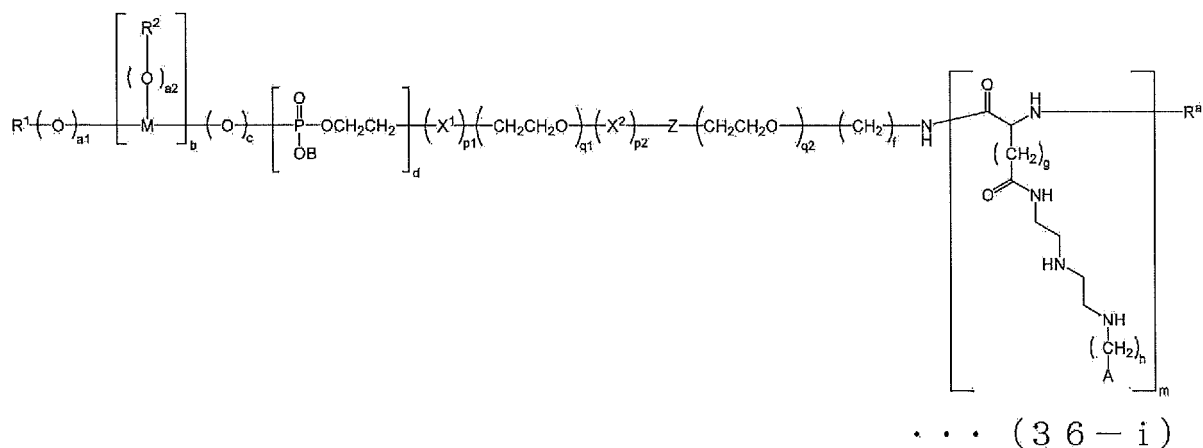 R²
(O)a2
R¹(O)a1 [M]b (O)c [P(=O)(OB)OCH₂CH₂]d (X¹)p1 (CH₂CH₂O)q1 (X²)p2 Z (CH₂CH₂O)q2 (CH₂)f N H [O H N]m Rᵃ
(CH₂)g
O NH
HN
NH
(CH₂)h
A
・・・(36-i)